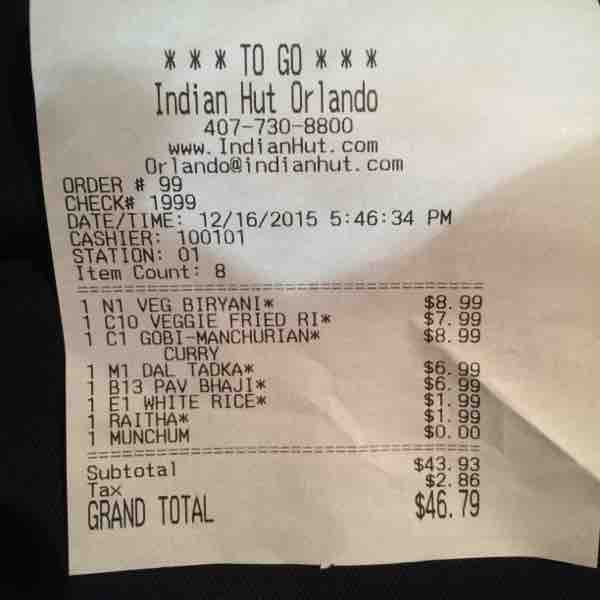 * * * TO GO * * *
Indian Hut Orlando
407-730-8800
www.IndianHut.com
Orlando@indianhut.com
ORDER # 99
CHECK# 1999
DATE/TIME: 12/16/2015 5:46:34 PM
CASHIER: 100101
STATION: 01
Item Count: 8
1 N1 VEG BIRYANI* $8.99
1 C10 VEGGIE FRIED RI* $7.99
1 C1 GOBI-MANCHURIAN* $8.99
CURRY
1 M1 DAL TADKA* $6.99
1 B13 PAV BHAJI* $6.99
1 E1 WHITE RICE* $1.99
1 RAITHA* $1.99
1 MUNCHUM $0.00
Subtotal $43.93
Tax $2.86
GRAND TOTAL $46.79